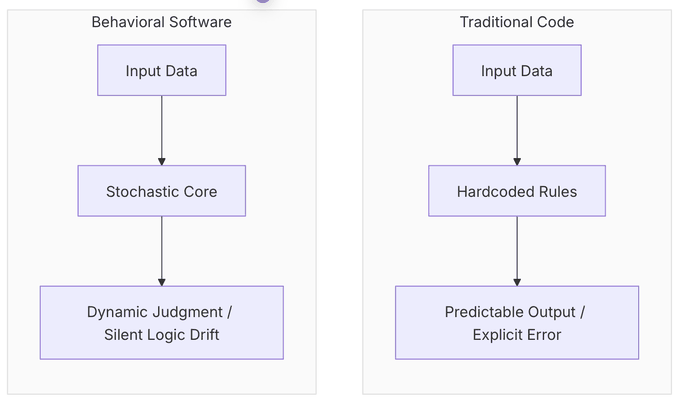 Behavioral Software
Input Data
Stochastic Core
Dynamic Judgment /
Silent Logic Drift
Traditional Code
Input Data
Hardcoded Rules
Predictable Output /
Explicit Error